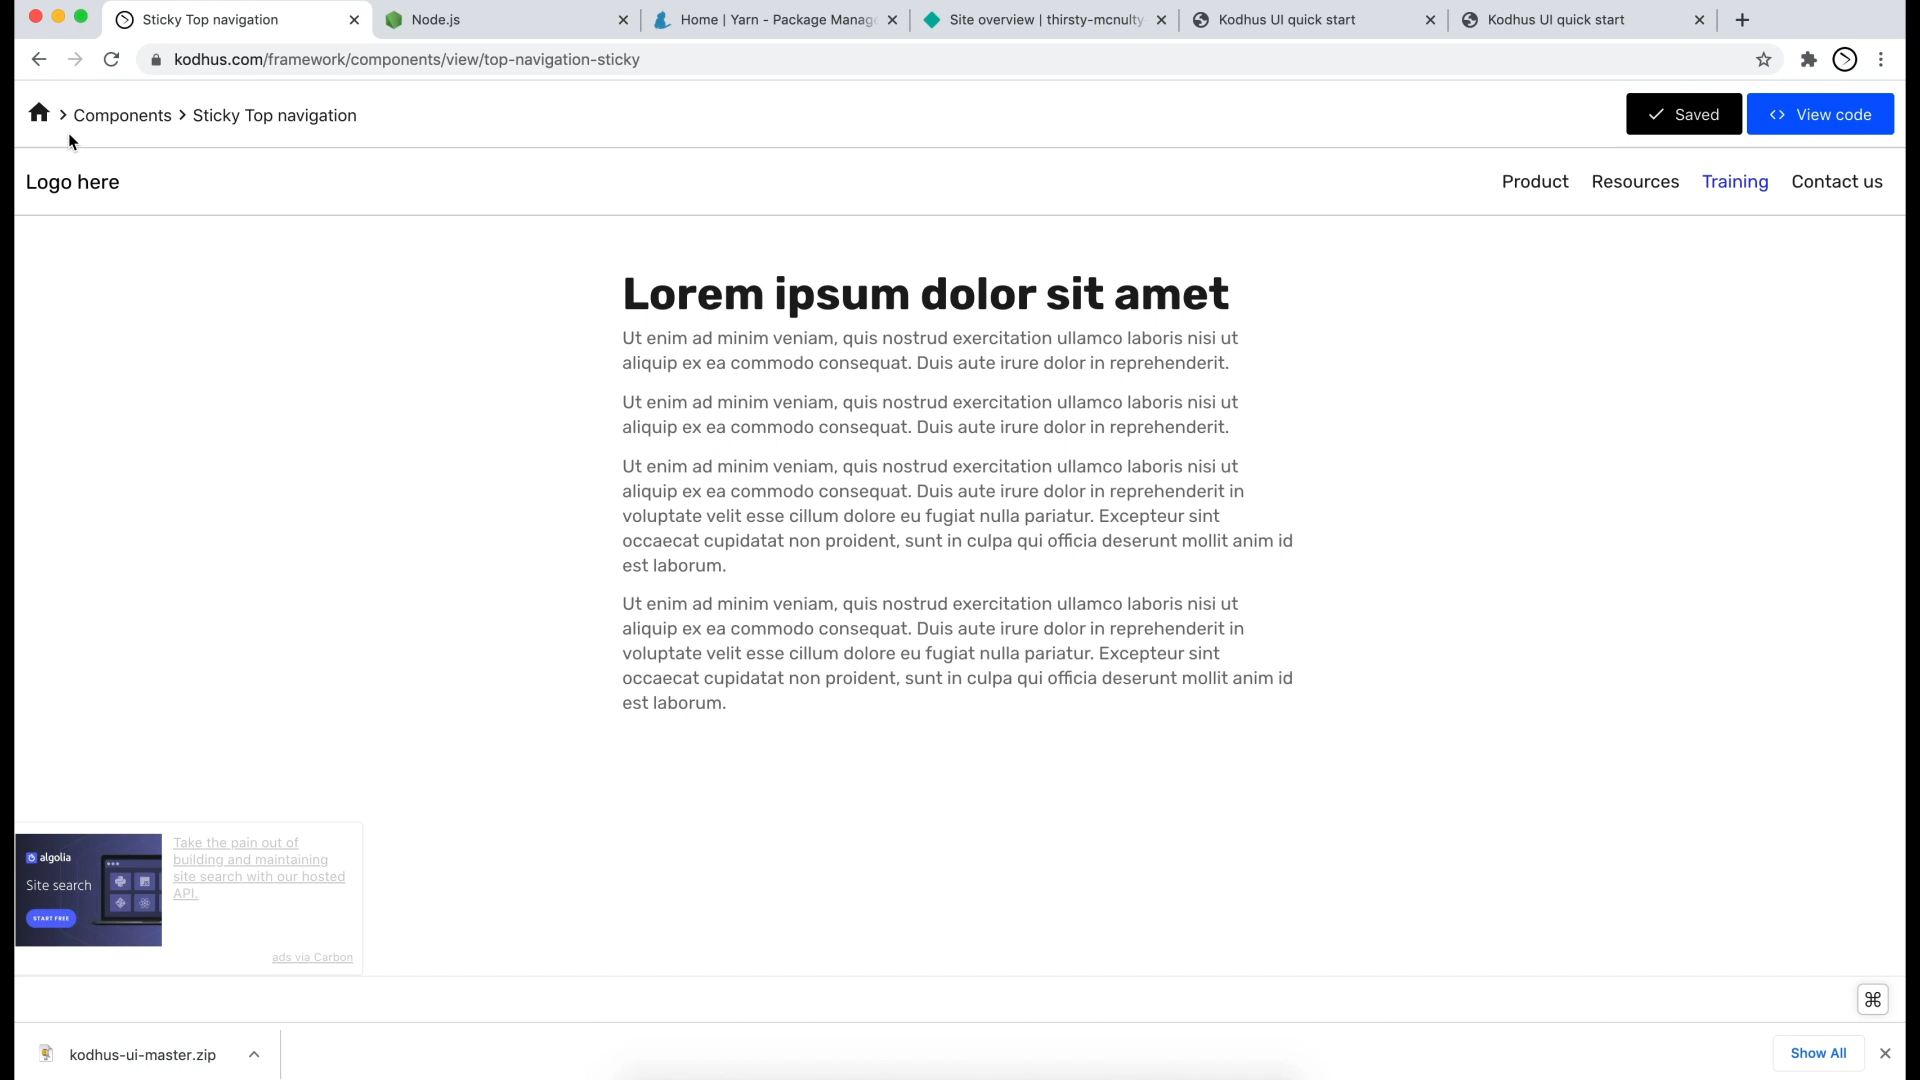 Sticky Top navigation
Node.js
Home | Yarn - Package Manag
Site overview | thirsty-mcnulty
Kodhus UI quick start
Kodhus UI quick start
kodhus.com/framework/components/view/top-navigation-sticky
Components > Sticky Top navigation
Saved
<> View code
Logo here
Product Resources Training Contact us
Lorem ipsum dolor sit amet
Ut enim ad minim veniam, quis nostrud exercitation ullamco laboris nisi ut
aliquip ex ea commodo consequat. Duis aute irure dolor in reprehenderit.
Ut enim ad minim veniam, quis nostrud exercitation ullamco laboris nisi ut
aliquip ex ea commodo consequat. Duis aute irure dolor in reprehenderit.
Ut enim ad minim veniam, quis nostrud exercitation ullamco laboris nisi ut
aliquip ex ea commodo consequat. Duis aute irure dolor in reprehenderit in
voluptate velit esse cillum dolore eu fugiat nulla pariatur. Excepteur sint
occaecat cupidatat non proident, sunt in culpa qui officia deserunt mollit anim id
est laborum.
Ut enim ad minim veniam, quis nostrud exercitation ullamco laboris nisi ut
aliquip ex ea commodo consequat. Duis aute irure dolor in reprehenderit in
voluptate velit esse cillum dolore eu fugiat nulla pariatur. Excepteur sint
occaecat cupidatat non proident, sunt in culpa qui officia deserunt mollit anim id
est laborum.
algolia
Site search
START FREE
Take the pain out of
building and maintaining
site search with our hosted
API.
ads via Carbon
⌘
kodhus-ui-master.zip
Show All